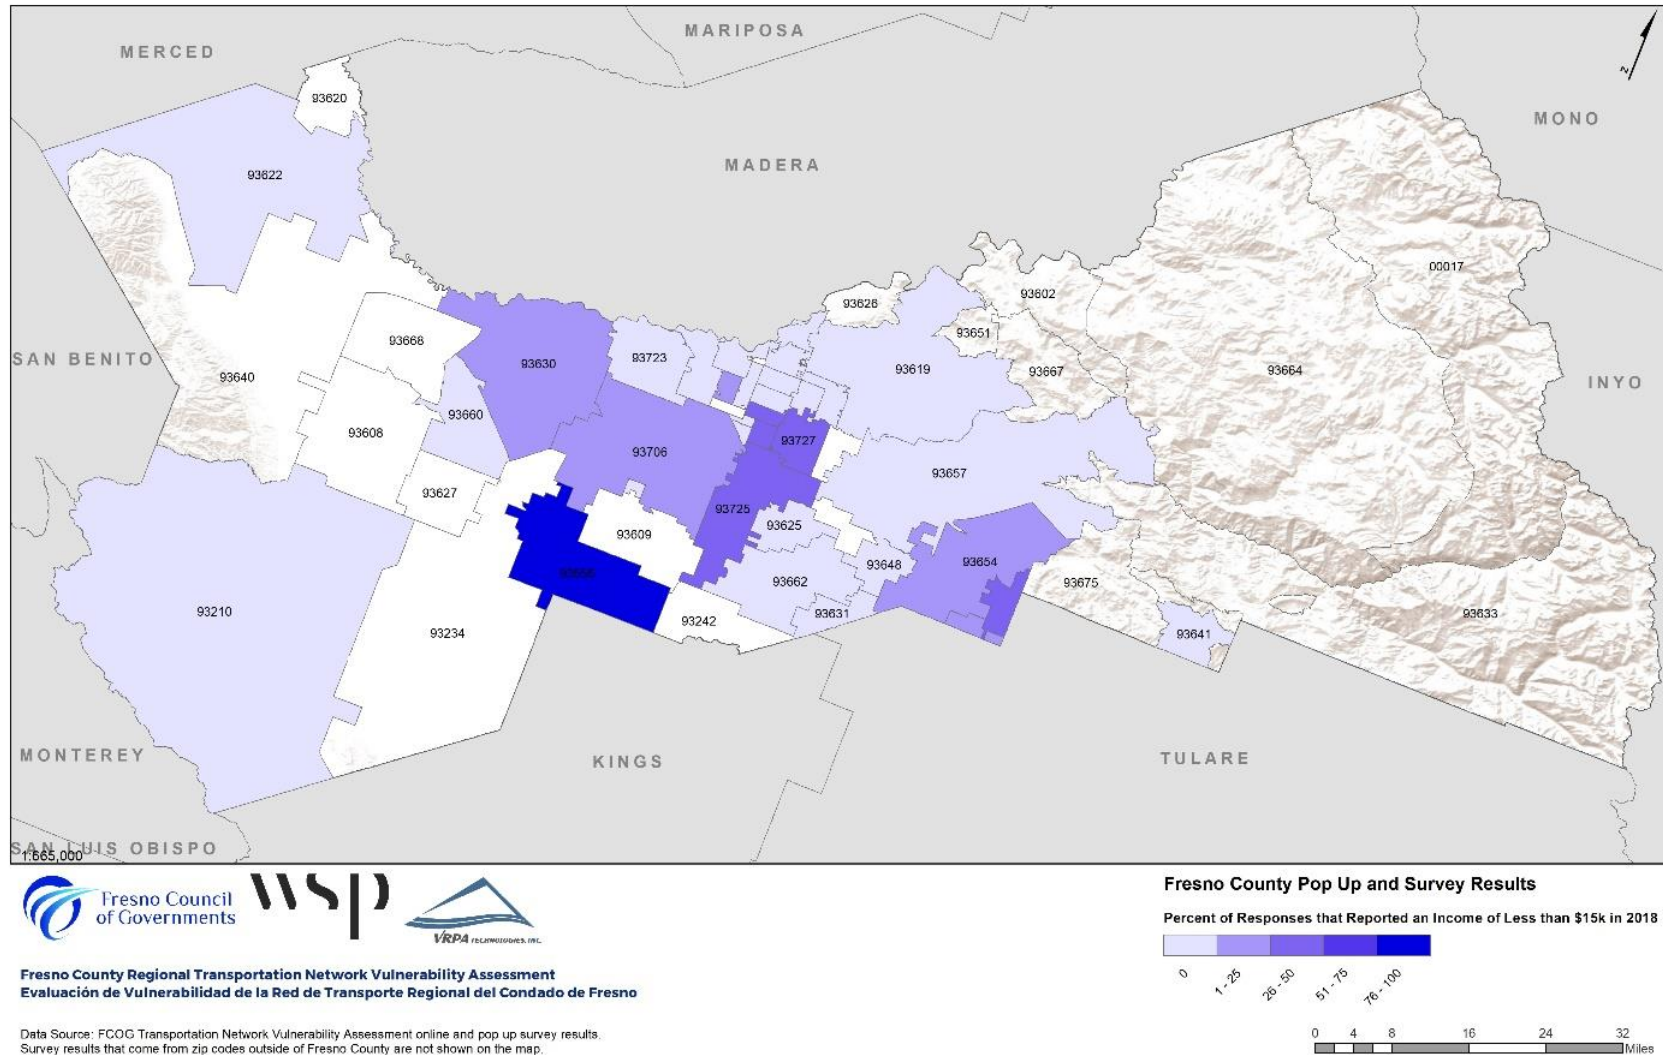 MARIPOSA
MERCED
93620
MONO
MADERA
93622
00017
93602
93626
93651
93668
SAN BENITO
93640
93630
93723
93619
93667
93664
INYO
93660
93608
93727
93706
93657
93627
93725
93625
93609
93648
93654
93662
93675
93210
93234
93242
93631
93641
93633
MONTEREY
KINGS
TULARE
SAN LUIS OBISPO
1:665,000
Fresno Council
of Governments
wsp
VRPA TECHNOLOGIES, INC.
Fresno County Regional Transportation Network Vulnerability Assessment
Evaluación de Vulnerabilidad de la Red de Transporte Regional del Condado de Fresno
Data Source: FCOG Transportation Network Vulnerability Assessment online and pop up survey results.
Survey results that come from zip codes outside of Fresno County are not shown on the map.
Fresno County Pop Up and Survey Results
Percent of Responses that Reported an Income of Less than $15k in 2018
0
1 - 25
26 - 50
51 - 75
76 - 100
0 4 8 16 24 32
Miles
N